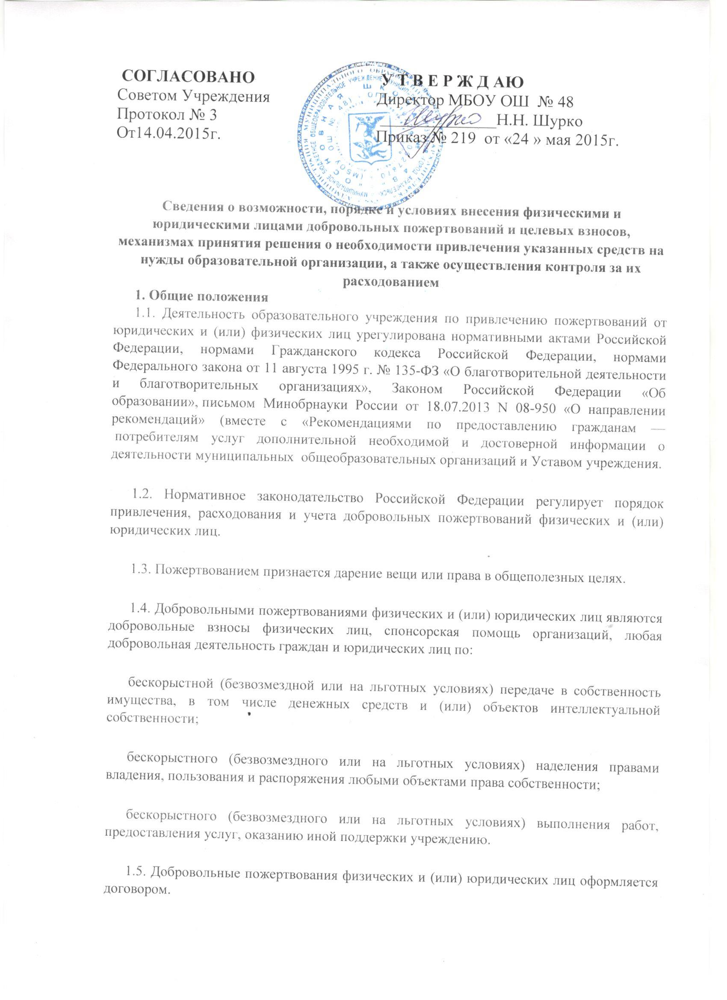 СОГЛАСОВАНО
Советом Учреждения
Протокол № 3
От14.04.2015г.
У Т В Е Р Ж Д АЮ
Директор МБОУ ОШ № 48
Н.Н. Шурко
Приказ № 219 от «24 » мая 2015г.
Сведения о возможности, порядке и условиях внесения физическими и
юридическими лицами добровольных пожертвований и целевых взносов,
механизмах принятия решения о необходимости привлечения указанных средств на
нужды образовательной организации, а также осуществления контроля за их
расходованием
1. Общие положения
1.1. Деятельность образовательного учреждения по привлечению пожертвований от
юридических и (или) физических лиц урегулирована нормативными актами Российской
Федерации, нормами Гражданского кодекса Российской Федерации, нормами
Федерального закона от 11 августа 1995 г. № 135-ФЗ «О благотворительной деятельности
и благотворительных организациях», Законом Российской Федерации «Об
образовании», письмом Минобрнауки России от 18.07.2013 N 08-950 «О направлении
рекомендаций» (вместе с «Рекомендациями по предоставлению гражданам —
потребителям услуг дополнительной необходимой и достоверной информации о
деятельности муниципальных общеобразовательных организаций и Уставом учреждения.
1.2. Нормативное законодательство Российской Федерации регулирует порядок
привлечения, расходования и учета добровольных пожертвований физических и (или)
юридических лиц.
1.3. Пожертвованием признается дарение вещи или права в общеполезных целях.
1.4. Добровольными пожертвованиями физических и (или) юридических лиц являются
добровольные взносы физических лиц, спонсорская помощь организаций, любая
добровольная деятельность граждан и юридических лиц по:
бескорыстной (безвозмездной или на льготных условиях) передаче в собственность
имущества, в том числе денежных средств и (или) объектов интеллектуальной
собственности;
бескорыстного (безвозмездного или на льготных условиях) наделения правами
владения, пользования и распоряжения любыми объектами права собственности;
бескорыстного (безвозмездного или на льготных условиях) выполнения работ,
предоставления услуг, оказанию иной поддержки учреждению.
1.5. Добровольные пожертвования физических и (или) юридических лиц оформляется
договором.